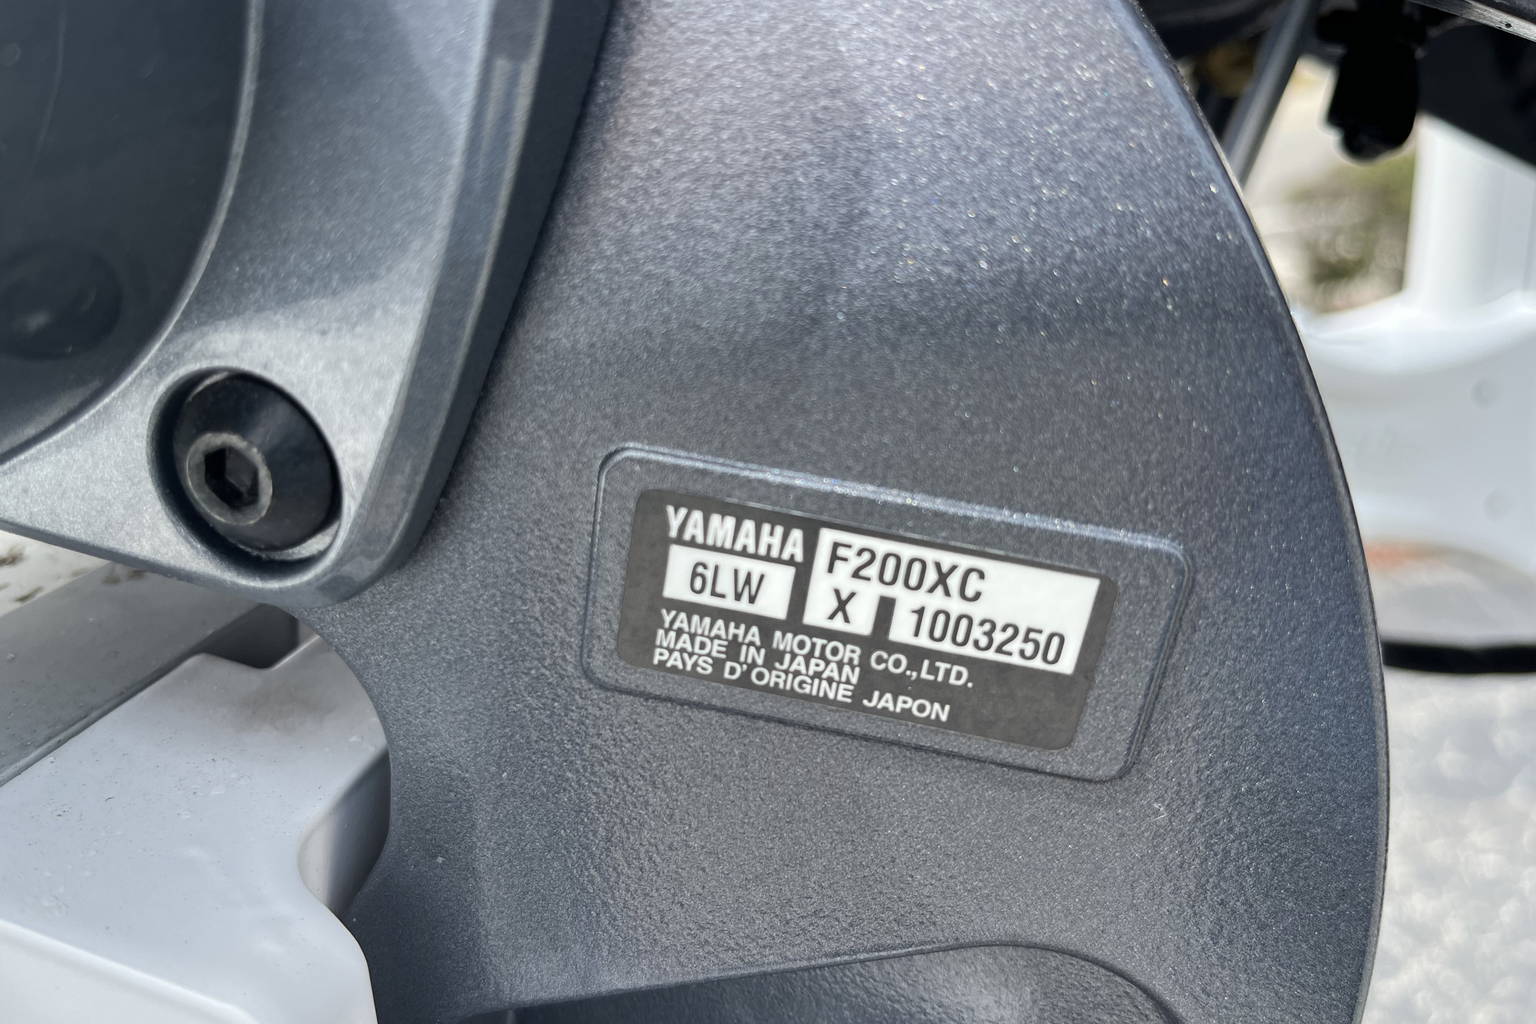 YAMAHA F200XC
6LW X 1003250
YAMAHA MOTOR CO.,LTD.
MADE IN JAPAN
PAYS D'ORIGINE JAPON